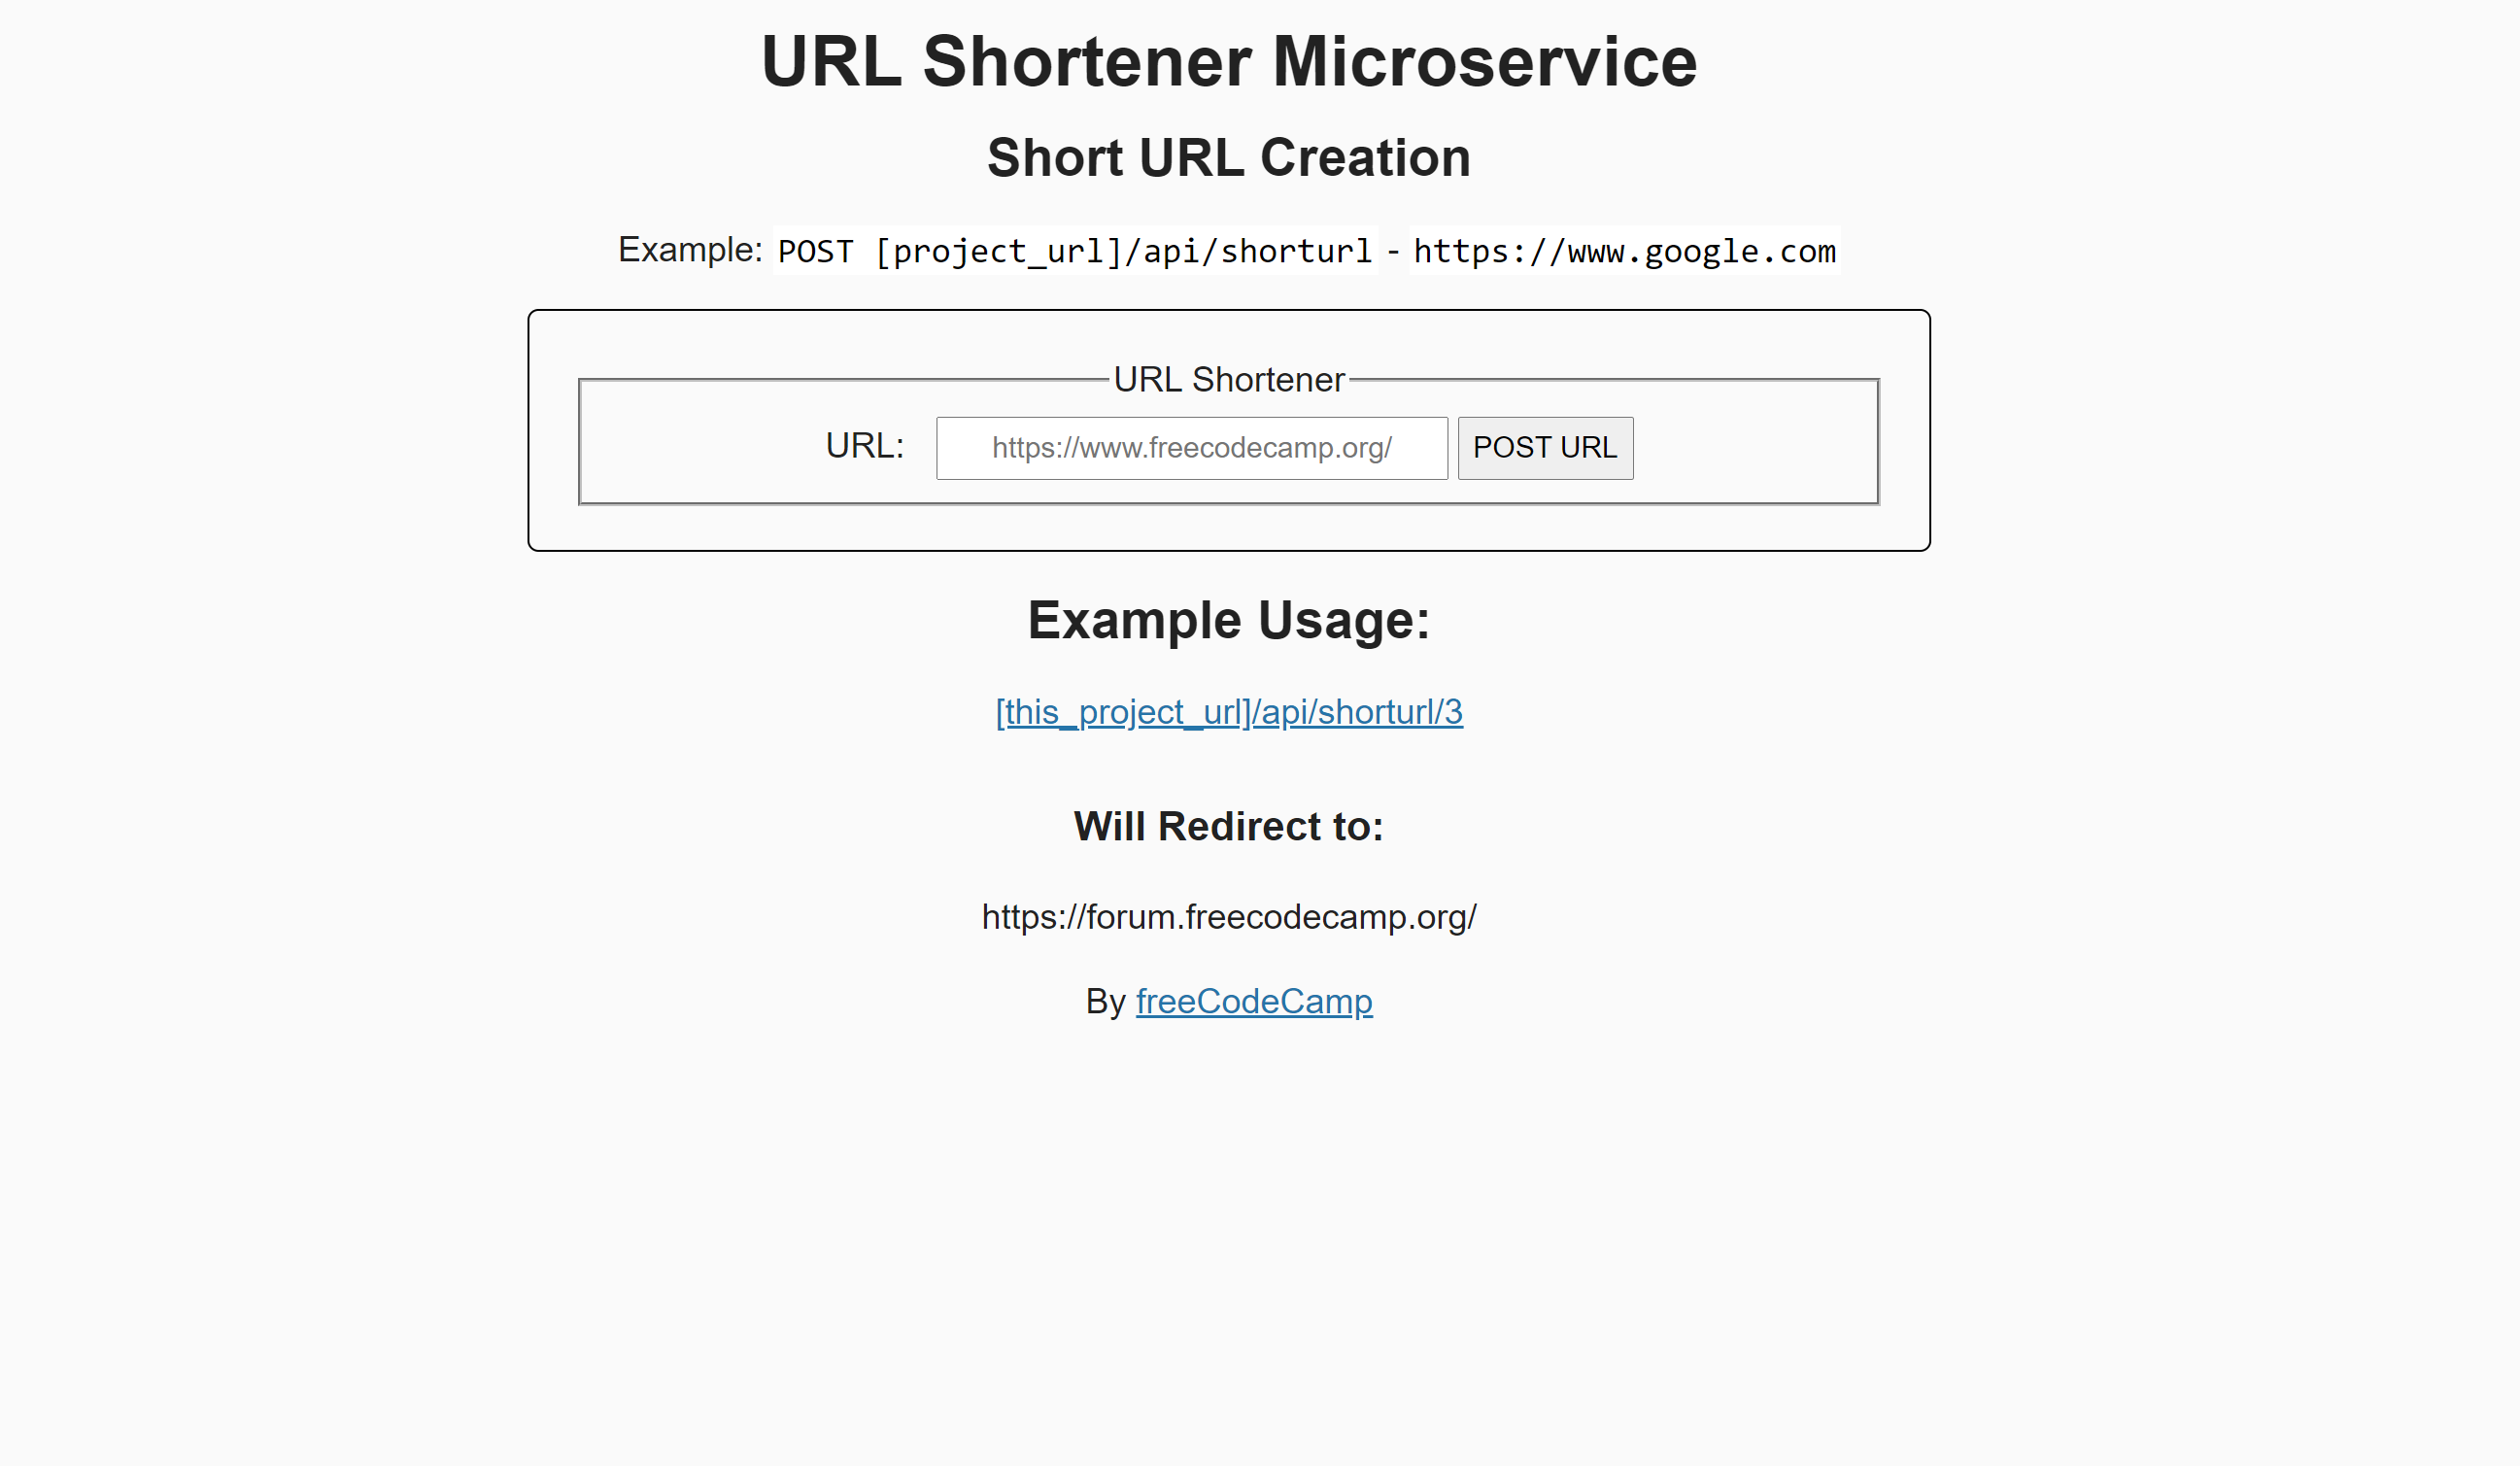 URL Shortener Microservice
Short URL Creation
Example: POST [project_url]/api/shorturl - https://www.google.com
URL Shortener
URL: https://www.freecodecamp.org/ POST URL
Example Usage:
[this_project_url]/api/shorturl/3
Will Redirect to:
https://forum.freecodecamp.org/
By freeCodeCamp